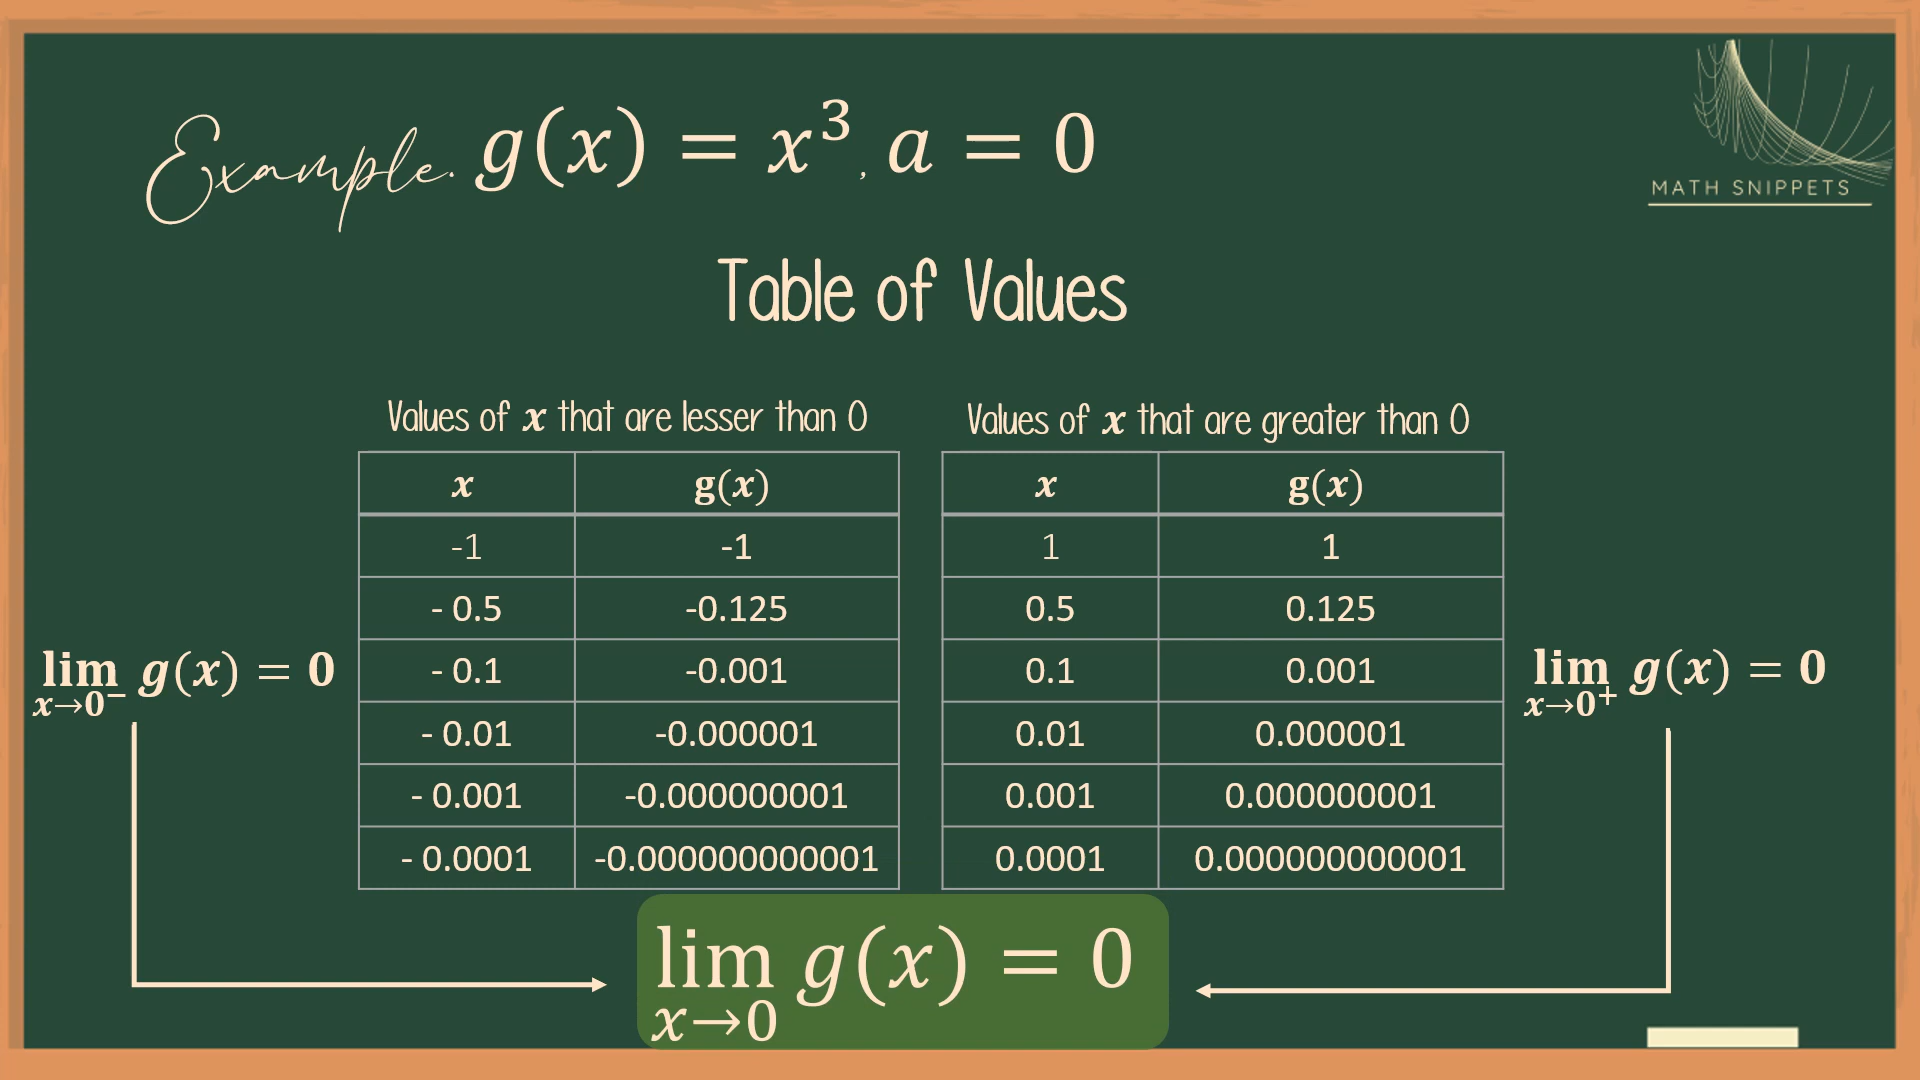 Example. g(x) = x³, a = 0
MATH SNIPPETS
Table of Values
Values of x that are lesser than 0
x g(x)
-1 -1
- 0.5 -0.125
- 0.1 -0.001
- 0.01 -0.000001
- 0.001 -0.000000001
- 0.0001 -0.000000000001
Values of x that are greater than 0
x g(x)
1 1
0.5 0.125
0.1 0.001
0.01 0.000001
0.001 0.000000001
0.0001 0.000000000001
lim g(x) = 0
x→0⁻
lim g(x) = 0
x→0⁺
lim g(x) = 0
x→0